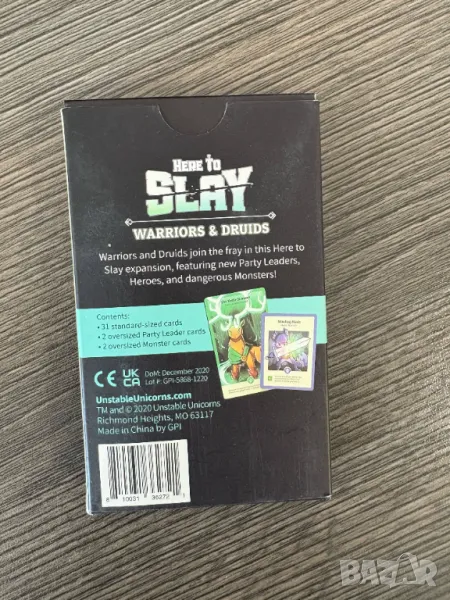 HERE TO
SLAY
WARRIORS & DRUIDS
Warriors and Druids join the fray in this Here to
Slay expansion, featuring new Party Leaders,
Heroes, and dangerous Monsters!
Contents:
• 31 standard-sized cards
• 2 oversized Party Leader cards
• 2 oversized Monster cards
CE UK CA
DoM: December 2020
Lot #: GPI-5868-1220
UnstableUnicorns.com
TM and © 2020 Unstable Unicorns
Richmond Heights, MO 63117
Made in China by GPI
bazar.bg